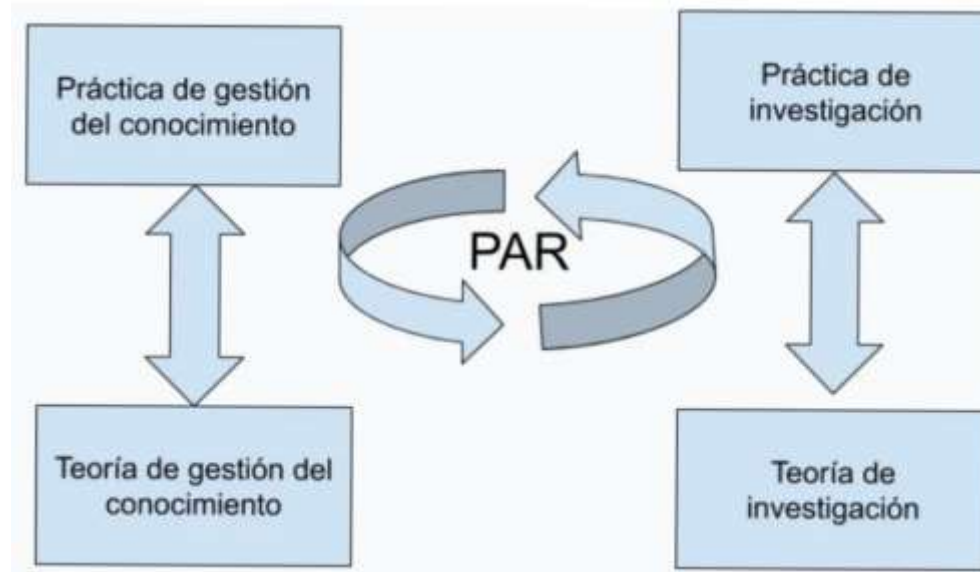 Práctica de gestión
del conocimiento
Práctica de
investigación
PAR
Teoría de gestión del
conocimiento
Teoría de
investigación